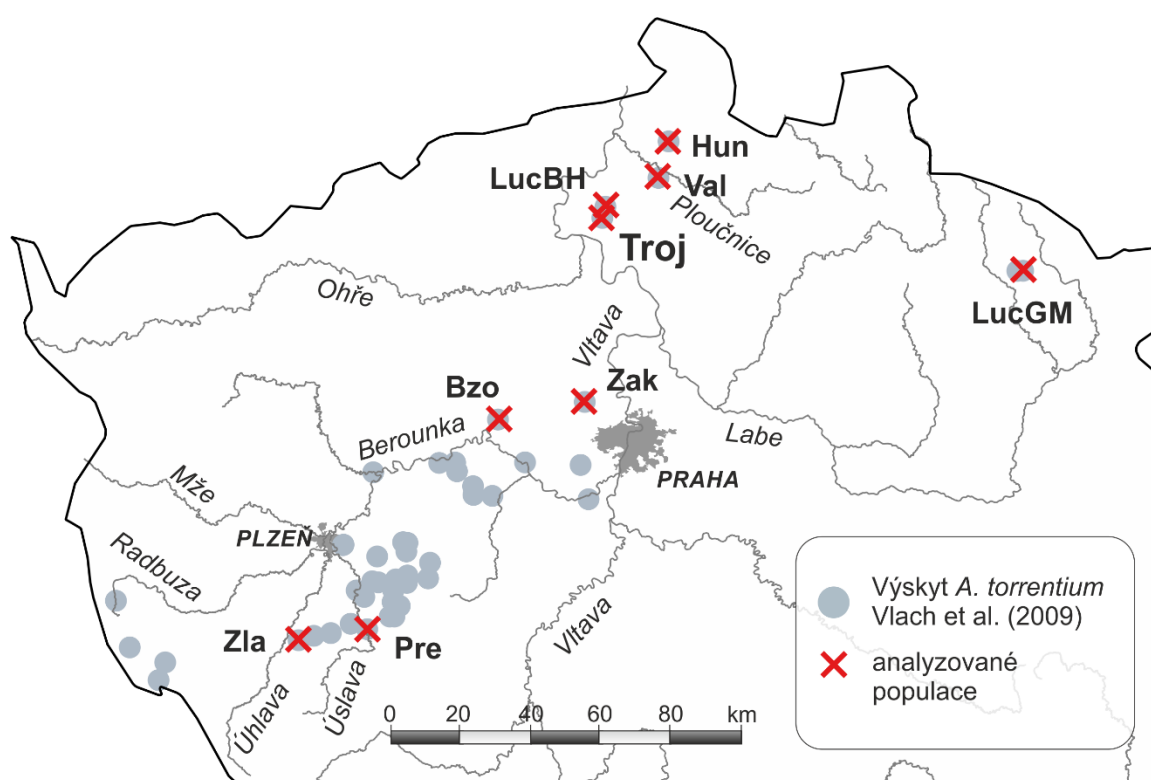 Hun
LucBH
Val
Troj
Ploučnice
Ohře
LucGM
Vltava
Zak
Bzo
Berounka
Labe
PRAHA
Mže
PLZEŇ
Radbuza
Zla
Pre
Vltava
Úhlava
Úslava
0 20 40 60 80 km
Výskyt A. torrentium
Vlach et al. (2009)
analyzované
populace